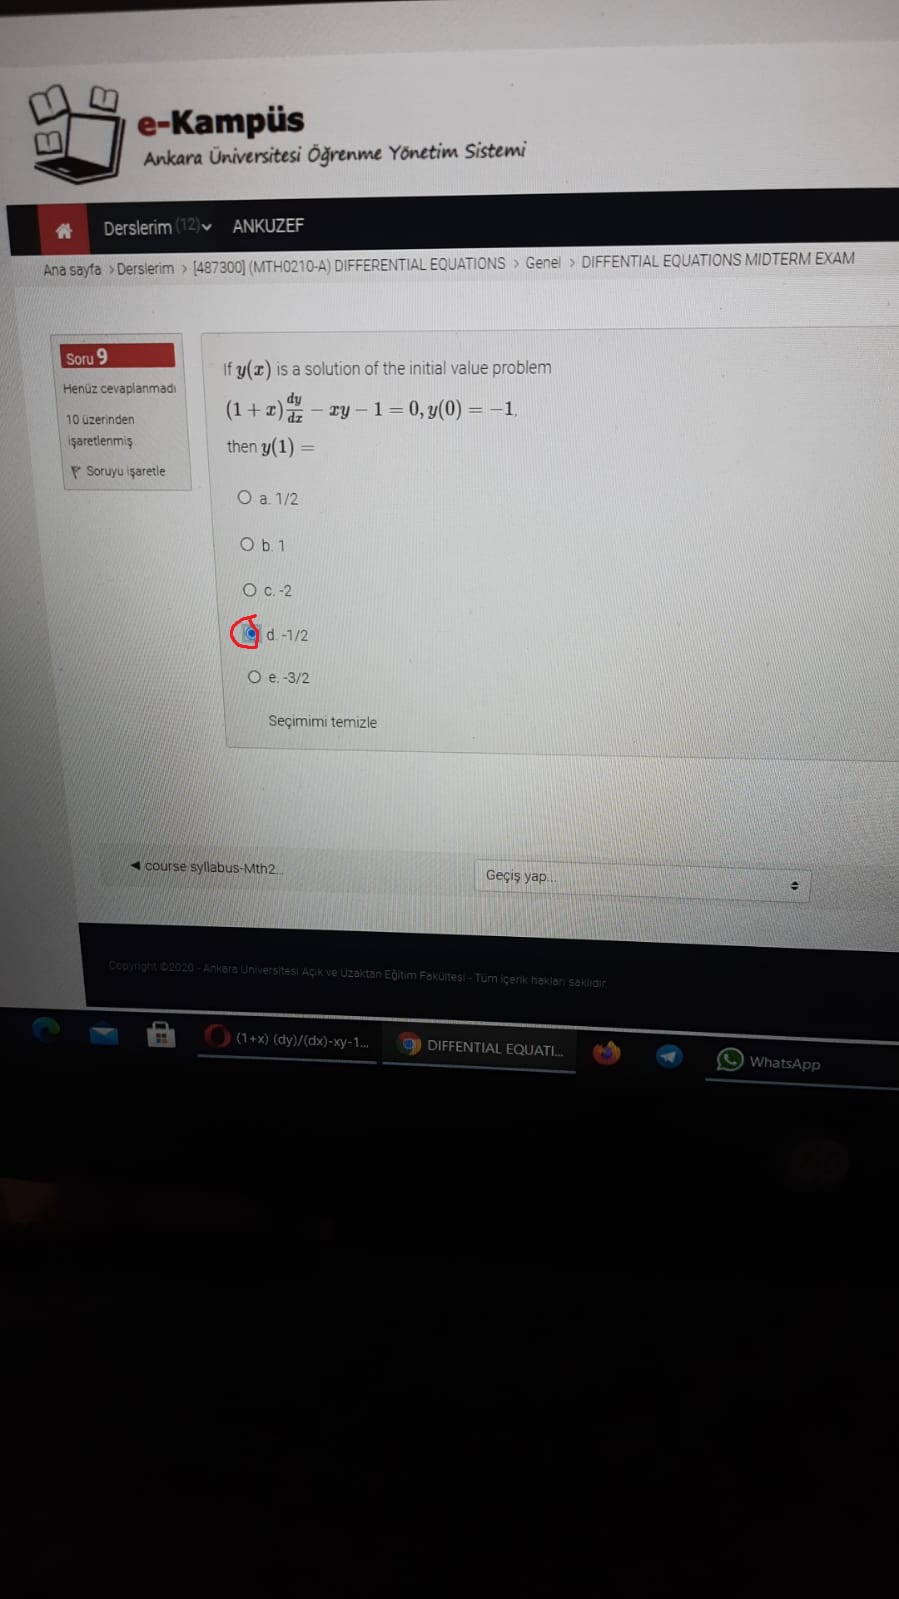 e-Kampüs
Ankara Üniversitesi Öğrenme Yönetim Sistemi
Derslerim (12) ANKUZEF
Ana sayfa > Derslerim > [487300] (MTH0210-A) DIFFERENTIAL EQUATIONS > Genel > DIFFENTIAL EQUATIONS MIDTERM EXAM
Soru 9
Henüz cevaplanmadı
10 üzerinden
işaretlenmiş
Soruyu işaretle
If y(x) is a solution of the initial value problem
(1 + x) dy/dx − xy − 1 = 0, y(0) = −1,
then y(1) =
a. 1/2
b. 1
c. -2
d. -1/2
e. -3/2
Seçimimi temizle
◄ course syllabus-Mth2...
Geçiş yap...
Copyright ©2020 - Ankara Üniversitesi Açık ve Uzaktan Eğitim Fakültesi - Tüm içerik hakları saklıdır.
(1+x) (dy)/(dx)-xy-1...
DIFFENTIAL EQUATI...
WhatsApp